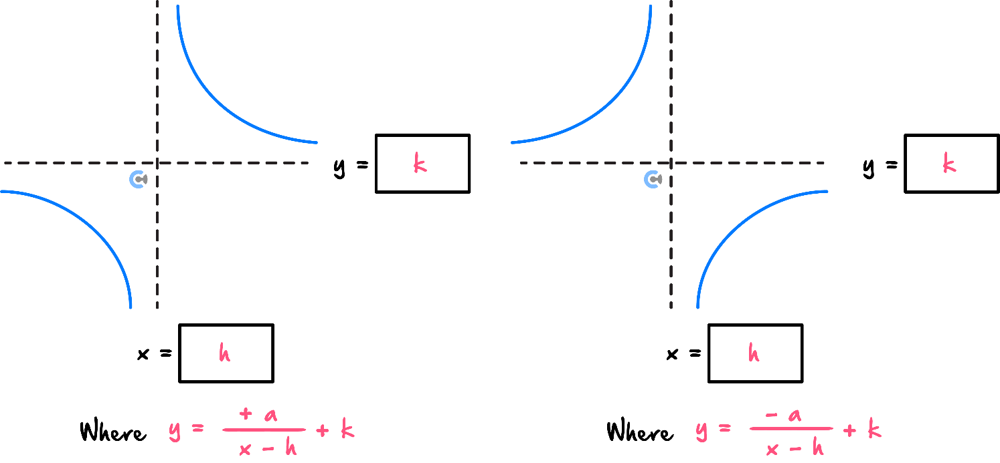 y = k
y = k
x = h
x = h
Where y = + a / x - h + k
Where y = - a / x - h + k